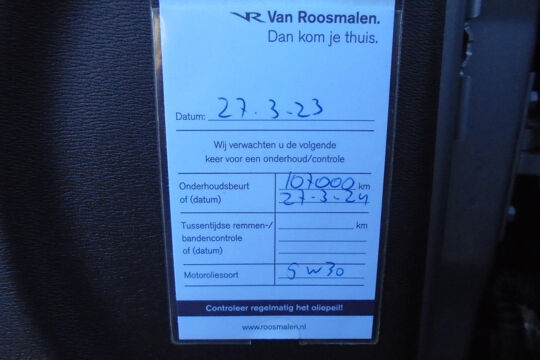 VR Van Roosmalen.
Dan kom je thuis.
Datum: 27-3-23
Wij verwachten u de volgende
keer voor een onderhoud/controle
Onderhoudsbeurt 107000 km
of (datum) 27-3-24
Tussentijdse remmen-/ km
bandencontrole
of (datum)
Motoroliesoort 5W30
Controleer regelmatig het oliepeil!
www.roosmalen.nl